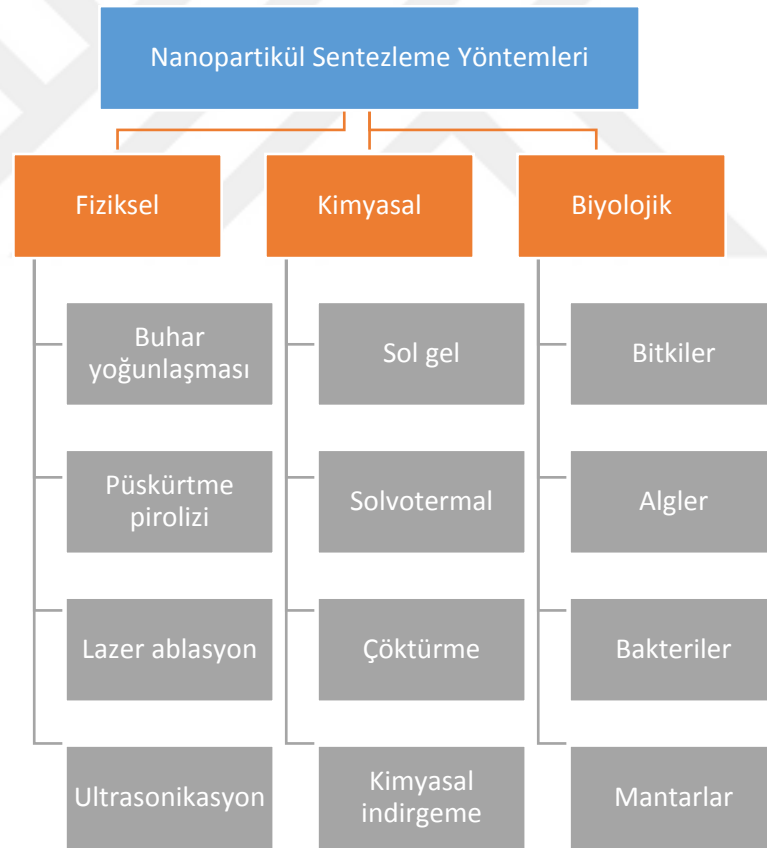 Nanopartikül Sentezleme Yöntemleri
Fiziksel
Kimyasal
Biyolojik
Buhar
yoğunlaşması
Sol gel
Bitkiler
Püskürtme
pirolizi
Solvotermal
Algler
Lazer ablasyon
Çöktürme
Bakteriler
Ultrasonikasyon
Kimyasal
indirgeme
Mantarlar